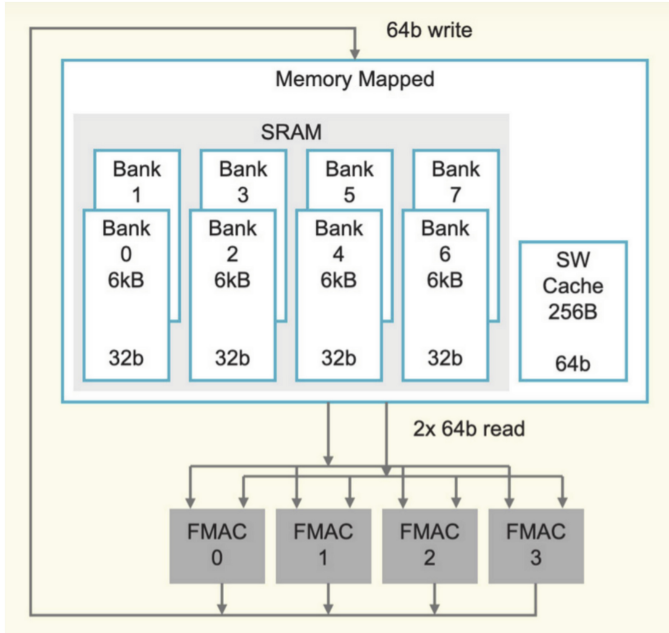 64b write
Memory Mapped
SRAM
Bank
1
Bank
3
Bank
5
Bank
7
Bank
0
6kB
32b
Bank
2
6kB
32b
Bank
4
6kB
32b
Bank
6
6kB
32b
SW
Cache
256B
64b
2x 64b read
FMAC
0
FMAC
1
FMAC
2
FMAC
3